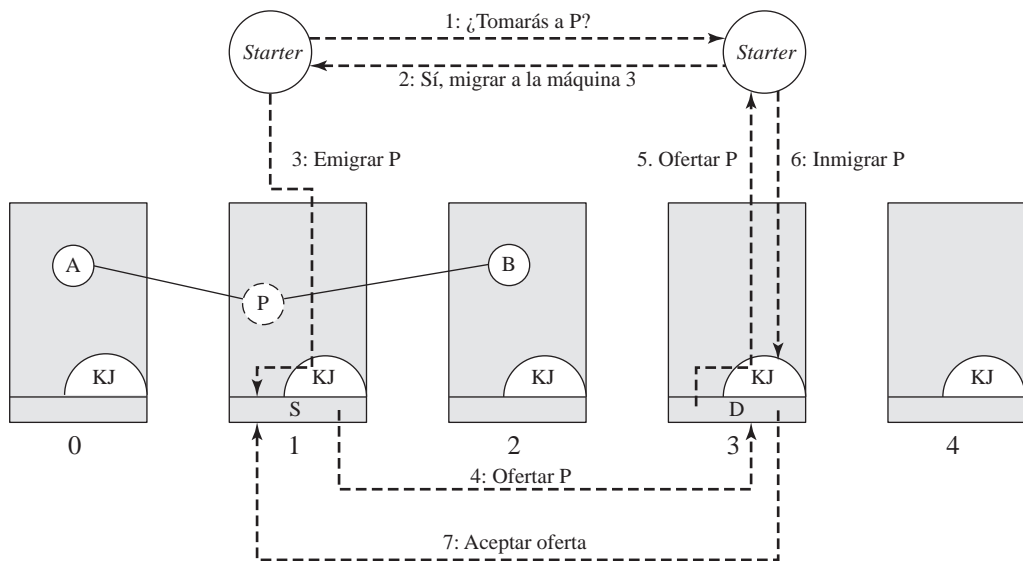 1: ¿Tomarás a P?
Starter
Starter
2: Sí, migrar a la máquina 3
3: Emigrar P
5. Ofertar P
6: Inmigrar P
A
B
P
KJ
KJ
KJ
KJ
KJ
S
D
0
1
2
3
4
4: Ofertar P
7: Aceptar oferta